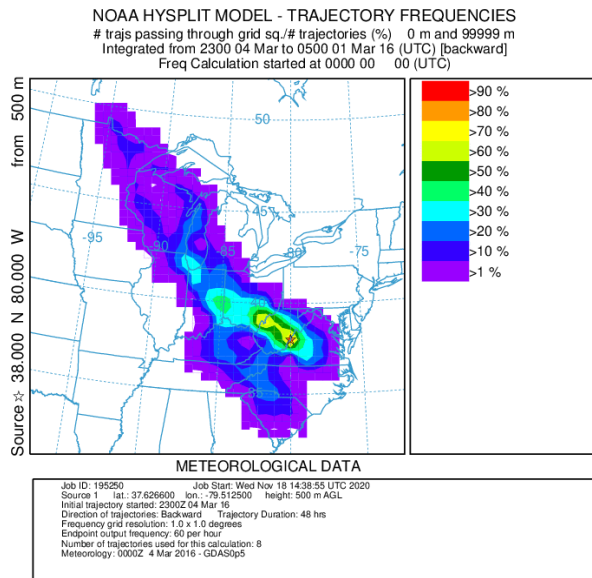 NOAA HYSPLIT MODEL - TRAJECTORY FREQUENCIES
# trajs passing through grid sq./# trajectories (%)   0 m and 99999 m
Integrated from 2300 04 Mar to 0500 01 Mar 16 (UTC) [backward]
Freq Calculation started at 0000 00   00 (UTC)
Source ☆ 38.000 N 80.000 W   from 500 m
50
45
-95
-90
-85
-80
-75
40
35
>90 %
>80 %
>70 %
>60 %
>50 %
>40 %
>30 %
>20 %
>10 %
>1 %
METEOROLOGICAL DATA
Job ID: 195250   Job Start: Wed Nov 18 14:38:55 UTC 2020
Source 1   lat.: 37.626600   lon.: -79.512500   height: 500 m AGL
Initial trajectory started: 2300Z 04 Mar 16
Direction of trajectories: Backward   Trajectory Duration: 48 hrs
Frequency grid resolution: 1.0 x 1.0 degrees
Endpoint output frequency: 60 per hour
Number of trajectories used for this calculation: 8
Meteorology: 0000Z 4 Mar 2016 - GDAS0p5